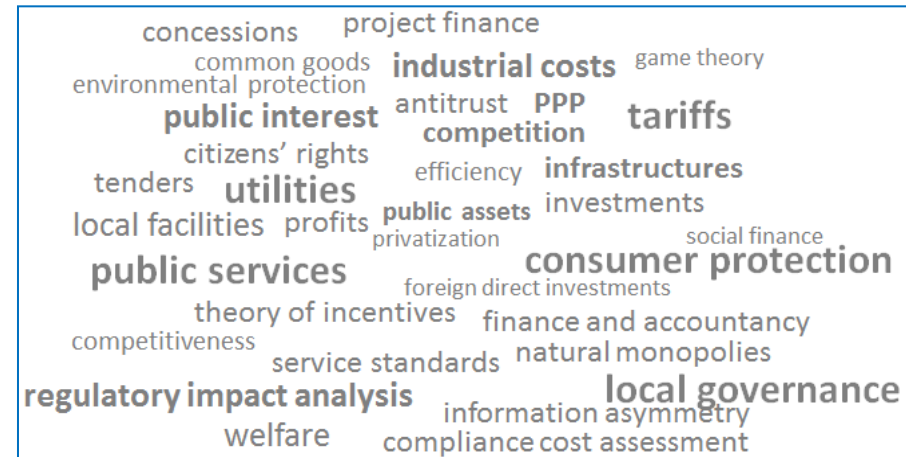 concessions project finance
common goods industrial costs game theory
environmental protection
public interest antitrust PPP tariffs
competition
citizens’ rights
efficiency infrastructures
tenders utilities
local facilities profits public assets investments
privatization social finance
public services consumer protection
foreign direct investments
theory of incentives finance and accountancy
competitiveness
service standards natural monopolies
regulatory impact analysis local governance
information asymmetry
welfare compliance cost assessment